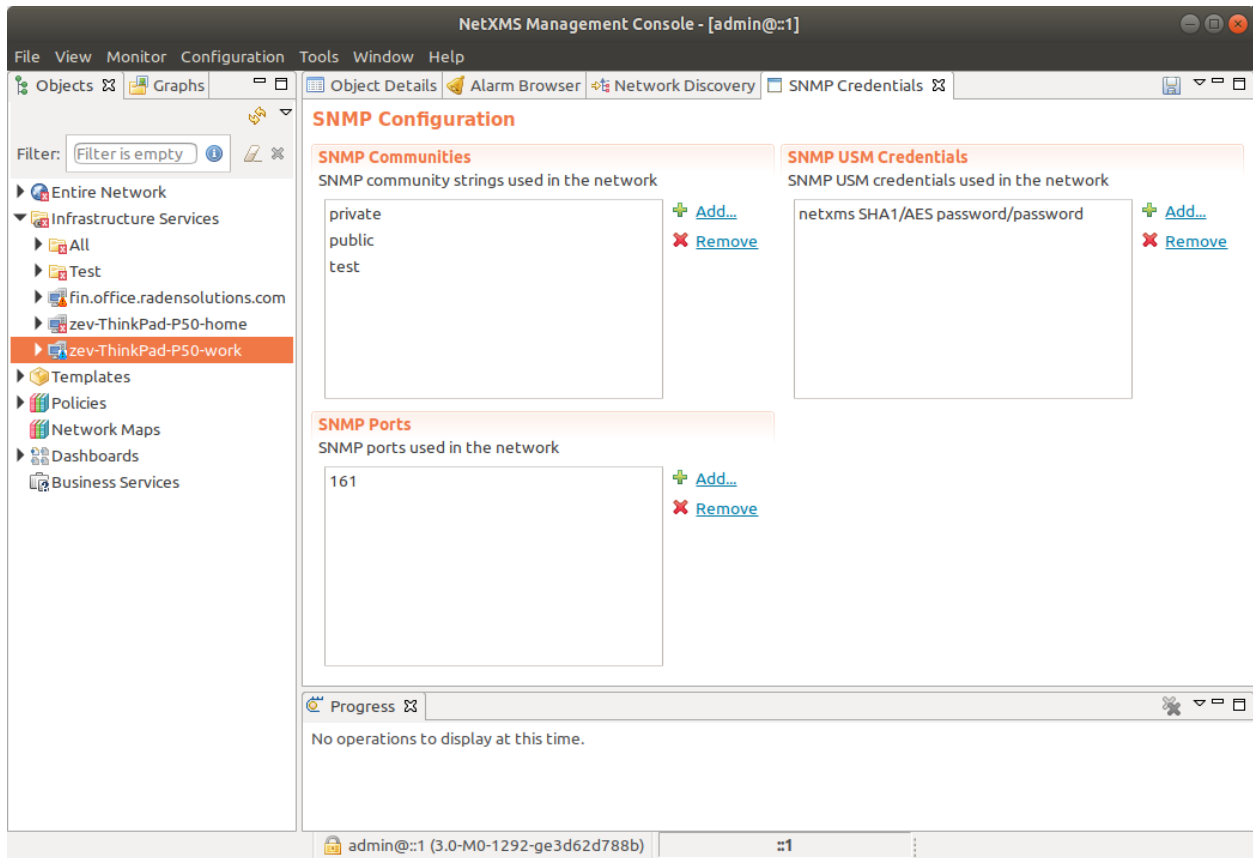 NetXMS Management Console - [admin@::1]
File View Monitor Configuration Tools Window Help
Objects Graphs
Filter: Filter is empty
Entire Network
Infrastructure Services
All
Test
fin.office.radensolutions.com
zev-ThinkPad-P50-home
zev-ThinkPad-P50-work
Templates
Policies
Network Maps
Dashboards
Business Services
Object Details Alarm Browser Network Discovery SNMP Credentials
SNMP Configuration
SNMP Communities
SNMP community strings used in the network
private
public
test
Add...
Remove
SNMP USM Credentials
SNMP USM credentials used in the network
netxms SHA1/AES password/password
Add...
Remove
SNMP Ports
SNMP ports used in the network
161
Add...
Remove
Progress
No operations to display at this time.
admin@::1 (3.0-M0-1292-ge3d62d788b)
::1